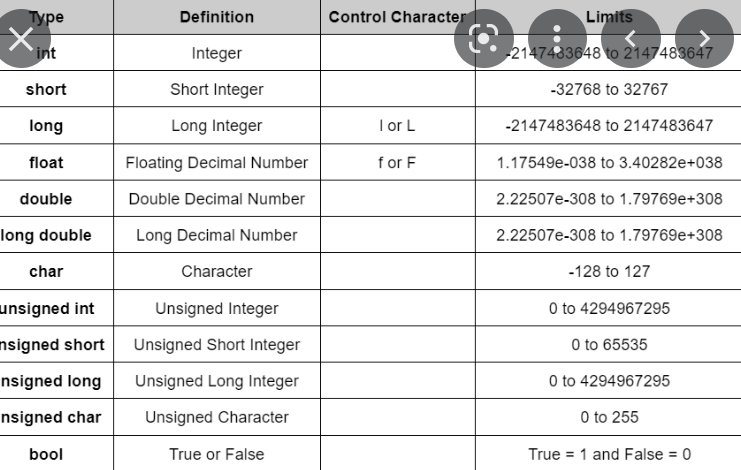 Type Definition Control Character Limits
int Integer -2147483648 to 2147483647
short Short Integer -32768 to 32767
long Long Integer l or L -2147483648 to 2147483647
float Floating Decimal Number f or F 1.17549e-038 to 3.40282e+038
double Double Decimal Number 2.22507e-308 to 1.79769e+308
long double Long Decimal Number 2.22507e-308 to 1.79769e+308
char Character -128 to 127
unsigned int Unsigned Integer 0 to 4294967295
nsigned short Unsigned Short Integer 0 to 65535
nsigned long Unsigned Long Integer 0 to 4294967295
nsigned char Unsigned Character 0 to 255
bool True or False True = 1 and False = 0